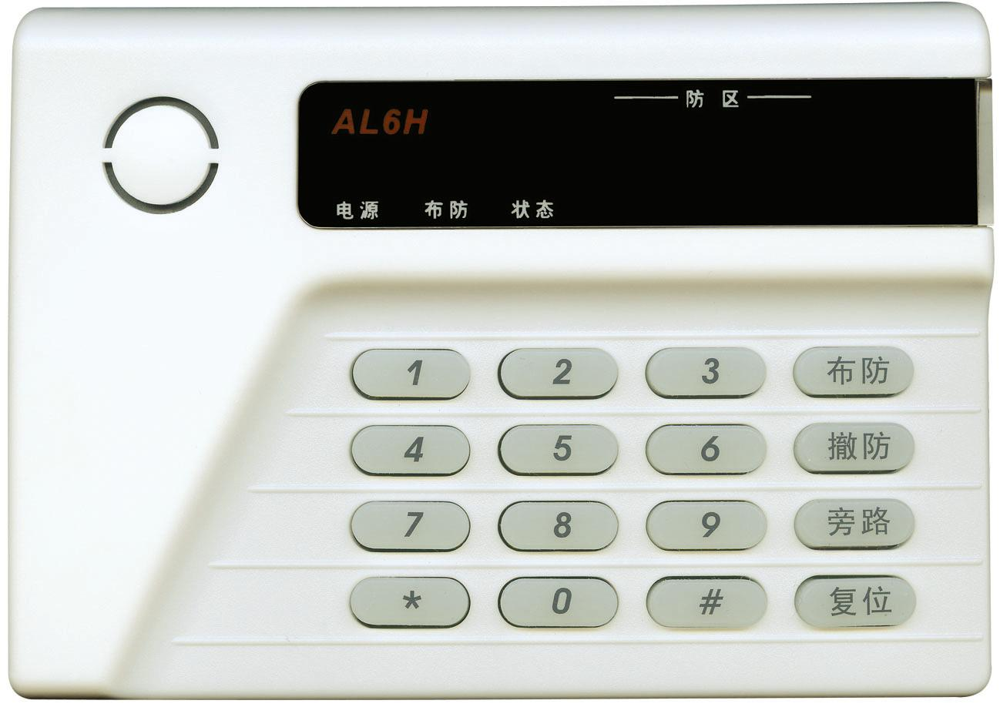 防区
AL6H
电源 布防 状态
1 2 3 布防
4 5 6 撤防
7 8 9 旁路
* 0 # 复位